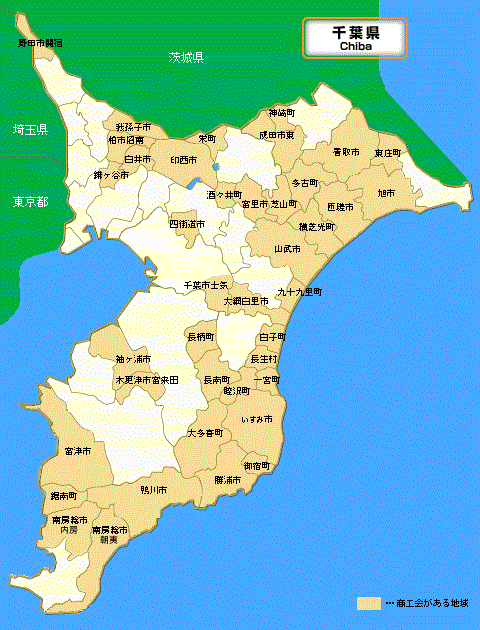 千葉県
Chiba
野田市関宿
茨城県
埼玉県
東京都
神崎町
我孫子市
栄町
成田市東
柏市沼南
香取市
東庄町
白井市
印西市
鎌ヶ谷市
多古町
旭市
酒々井町
富里市
芝山町
匝瑳市
四街道市
横芝光町
山武市
千葉市土気
九十九里町
大網白里市
長柄町
白子町
袖ヶ浦市
長生村
木更津市富来田
長南町
一宮町
睦沢町
いすみ市
大多喜町
富津市
御宿町
勝浦市
鴨川市
鋸南町
南房総市
内房
南房総市
朝夷
…商工会がある地域